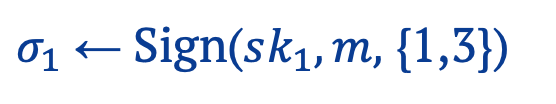 σ₁ ← Sign(sk₁, m, {1,3})